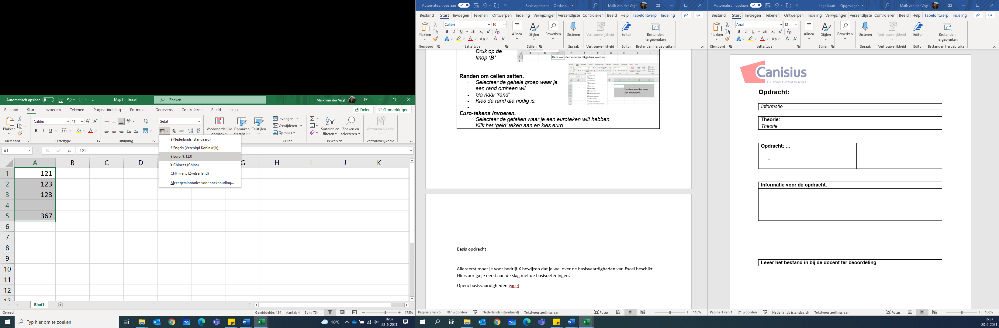 Automatisch opslaan
Map1 - Excel
Zoeken
Maik van der Vegt
Bestand
Start
Invoegen
Tekenen
Pagina-indeling
Formules
Gegevens
Controleren
Beeld
Help
Delen
Opmerkingen
Plakken
Calibri
11
Getal
Voorwaardelijke opmaak
Opmaken als tabel
Celstijlen
Invoegen
Verwijderen
Opmaak
Sorteren en filteren
Zoeken en selecteren
Vertrouwelijkheid
Klembord
Lettertype
Uitlijning
Cellen
Bewerken
Vertrouwelijkheid
€ Nederlands (standaard)
£ Engels (Verenigd Koninkrijk)
€ Euro (€ 123)
¥ Chinees (China)
CHF Frans (Zwitserland)
Meer getalnotaties voor boekhouding...
A1
121
A B C D G H I J K
1 121
2 123
3 123
4
5 367
6
7
8
9
10
11
12
Blad1
Gereed
Gemiddelde: 184 Aantal: 4 Som: 734
175%
Typ hier om te zoeken
18°C
16:37
23-6-2021
Automatisch opslaan
Basis opdracht - Opslaan...
Maik van der Vegt
Bestand Start Invoegen Tekenen Ontwerpen Indeling Verwijzingen Verzendlijste Controleren Beeld Help Tabelontwerp Indeling
Plakken
Calibri
10
Alinea
Stijlen
Bewerken
Dicteren
Vertrouwelijkheid
Editor
Bestanden hergebruiken
Klembord
Lettertype
Stijlen
Spraak
Vertrouwelijkheid
Editor
Bestanden hergebruiken
- Druk op de
knop ‘B’
Deze woorden moeten dikgedruk worden...
Randen om cellen zetten.
- Selecteer de gehele groep waar je
een rand omheen wil.
- Ga naar ‘rand’
- Kies de rand die nodig is.
-
Om deze woorden moet
Een mooie rand...
Euro-tekens invoeren.
- Selecteer de getallen waar je een euroteken wilt hebben.
- Klik het ‘geld’ teken aan en kies euro.
Basis opdracht
Allereerst moet je voor bedrijf X bewijzen dat je wel over de basisvaardigheden van Excel beschikt.
Hiervoor ga je eerst aan de slag met de basisoefeningen.
Open: basisvaardigheden excel
Pagina 2 van 6 787 woorden Nederlands (standaard) Tekstvoorspelling: aan
Focus
110%
Automatisch opslaan
Lege Kaart - Opgeslagen
Maik van der Vegt
Bestand Start Invoegen Tekenen Ontwerpen Indeling Verwijzingen Verzendlijste Controleren Beeld Help Tabelontwerp Indeling
Plakken
Arial
12
Alinea
Stijlen
Bewerken
Dicteren
Vertrouwelijkheid
Editor
Bestanden hergebruiken
Klembord
Lettertype
Stijlen
Spraak
Vertrouwelijkheid
Editor
Bestanden hergebruiken
Canisius
R.K. SCHOLENGEMEENSCHAP
Opdracht:
Informatie
Theorie:
Theorie
Opdracht: ...
-
-
Informatie voor de opdracht:
Lever het bestand in bij de docent ter beoordeling.
Pagina 1 van 1 21 woorden Nederlands (standaard) Tekstvoorspelling: aan
Focus
100%
16:37
23-6-2021